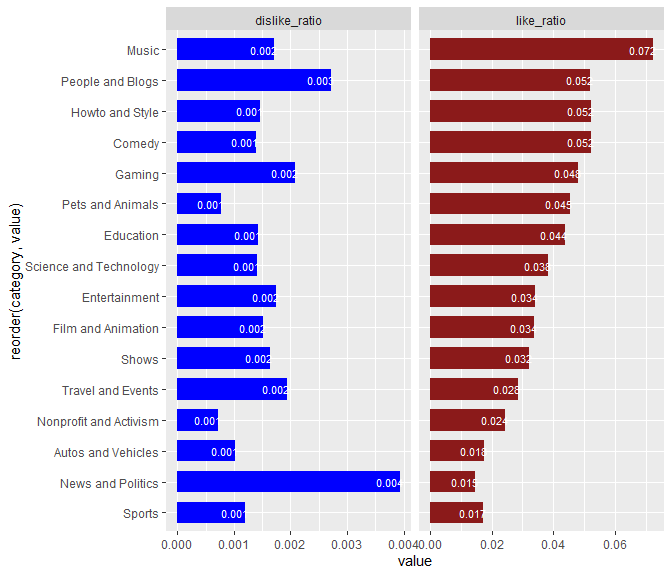 dislike_ratio like_ratio
Music 0.002 0.072
People and Blogs 0.003 0.052
Howto and Style 0.001 0.052
Comedy 0.001 0.052
Gaming 0.002 0.048
Pets and Animals 0.001 0.045
Education 0.001 0.044
Science and Technology 0.001 0.038
Entertainment 0.002 0.034
Film and Animation 0.002 0.034
Shows 0.002 0.032
Travel and Events 0.002 0.028
Nonprofit and Activism 0.001 0.024
Autos and Vehicles 0.001 0.018
News and Politics 0.004 0.015
Sports 0.001 0.017
0.000 0.001 0.002 0.003 0.004 0.00 0.02 0.04 0.06
value
reorder(category, value)